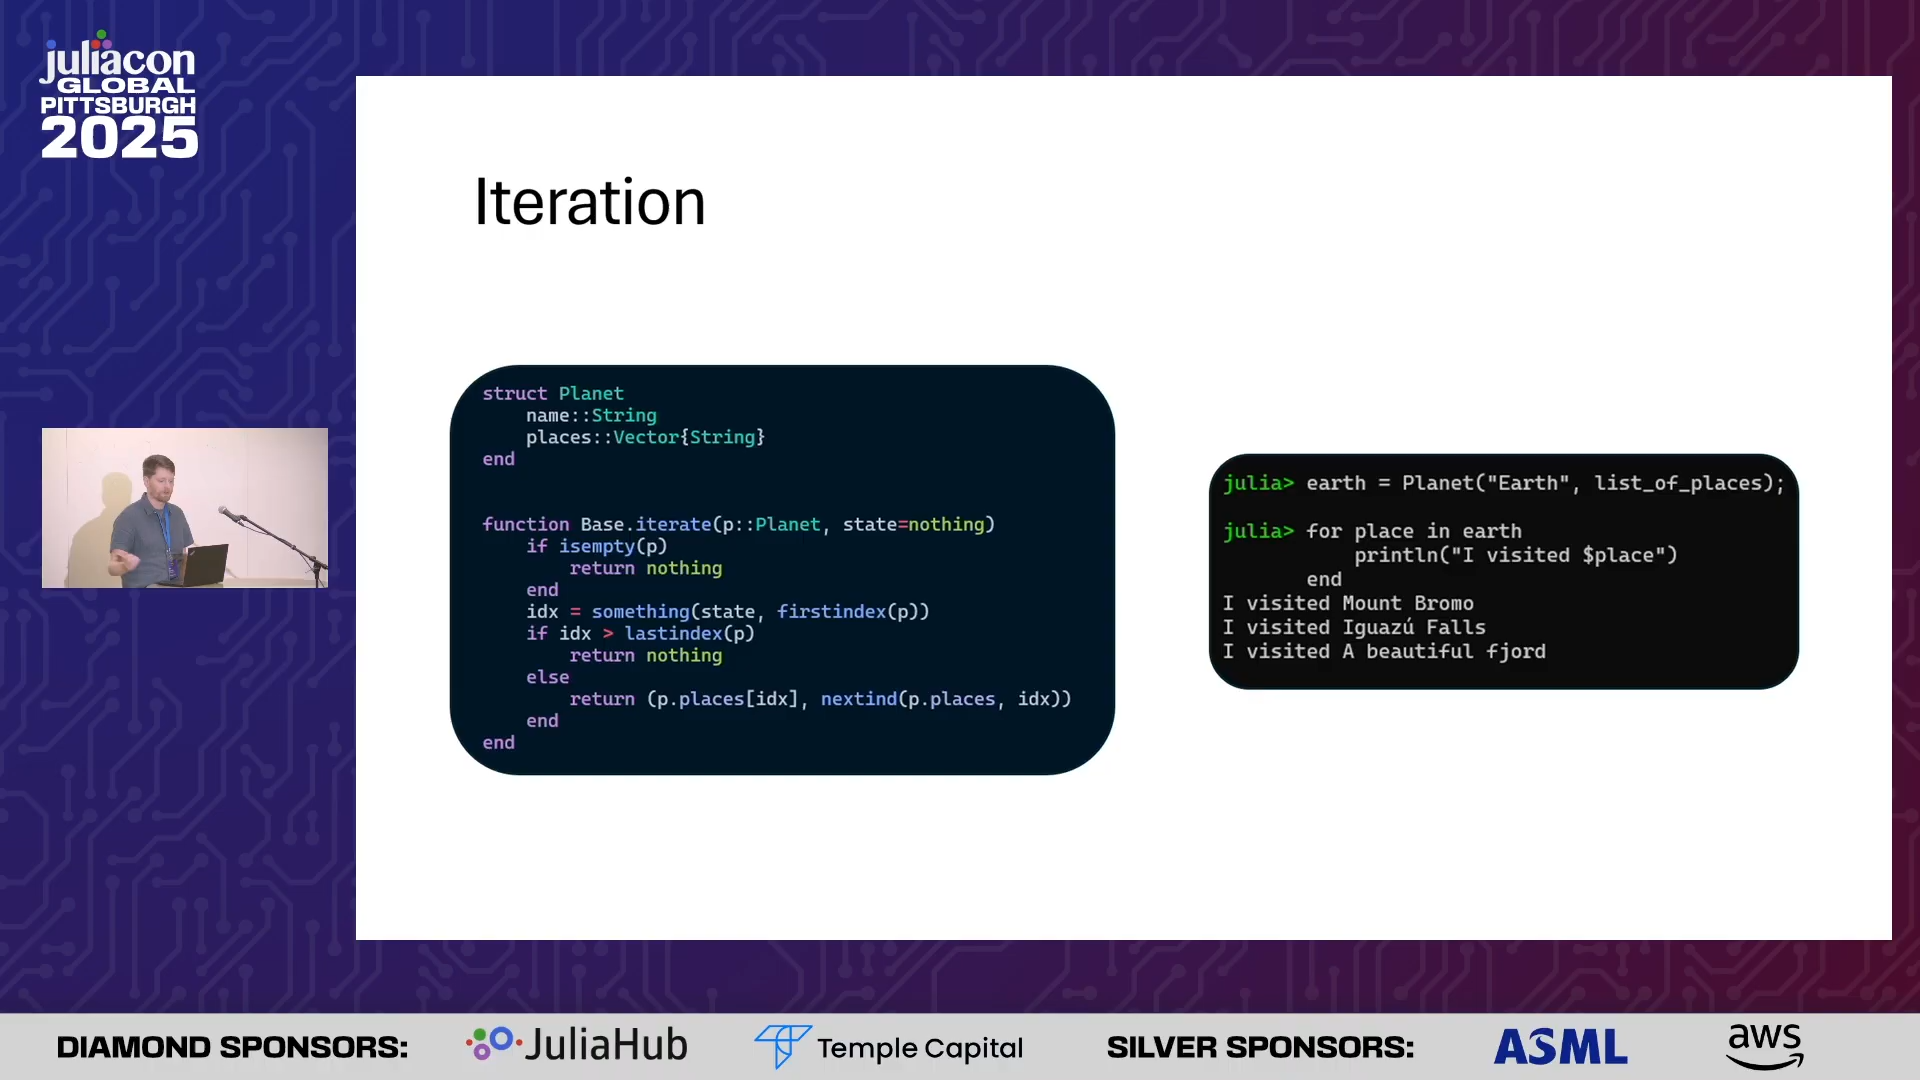 juliacon
GLOBAL
PITTSBURGH
2025
Iteration
struct Planet
    name::String
    places::Vector{String}
end
function Base.iterate(p::Planet, state=nothing)
    if isempty(p)
        return nothing
    end
    idx = something(state, firstindex(p))
    if idx > lastindex(p)
        return nothing
    else
        return (p.places[idx], nextind(p.places, idx))
    end
end
julia> earth = Planet("Earth", list_of_places);
julia> for place in earth
           println("I visited $place")
       end
I visited Mount Bromo
I visited Iguazú Falls
I visited A beautiful fjord
DIAMOND SPONSORS: JuliaHub Temple Capital SILVER SPONSORS: ASML aws